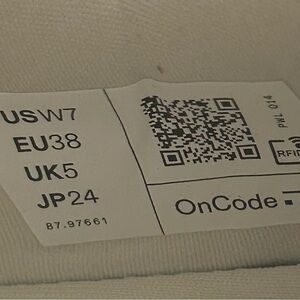 USW7
EU38
UK5
JP24
87.97661
PWL 014
RFID
OnCode